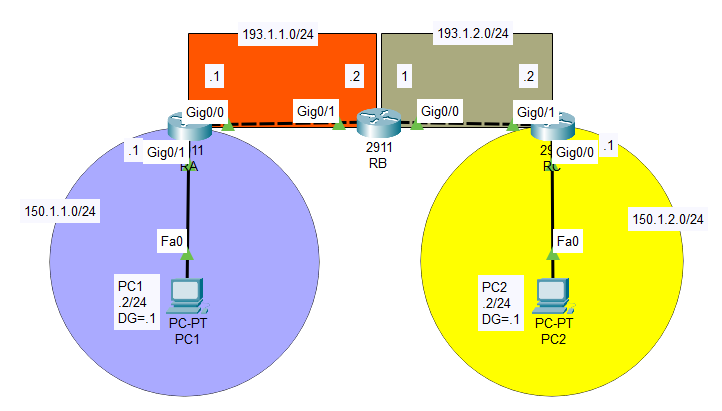 193.1.1.0/24
193.1.2.0/24
.1
.2
1
.2
Gig0/0
Gig0/1
Gig0/0
Gig0/1
.1
Gig0/1
11
RA
2911
RB
29
RC
Gig0/0
.1
150.1.1.0/24
150.1.2.0/24
Fa0
Fa0
PC1
.2/24
DG=.1
PC-PT
PC1
PC2
.2/24
DG=.1
PC-PT
PC2